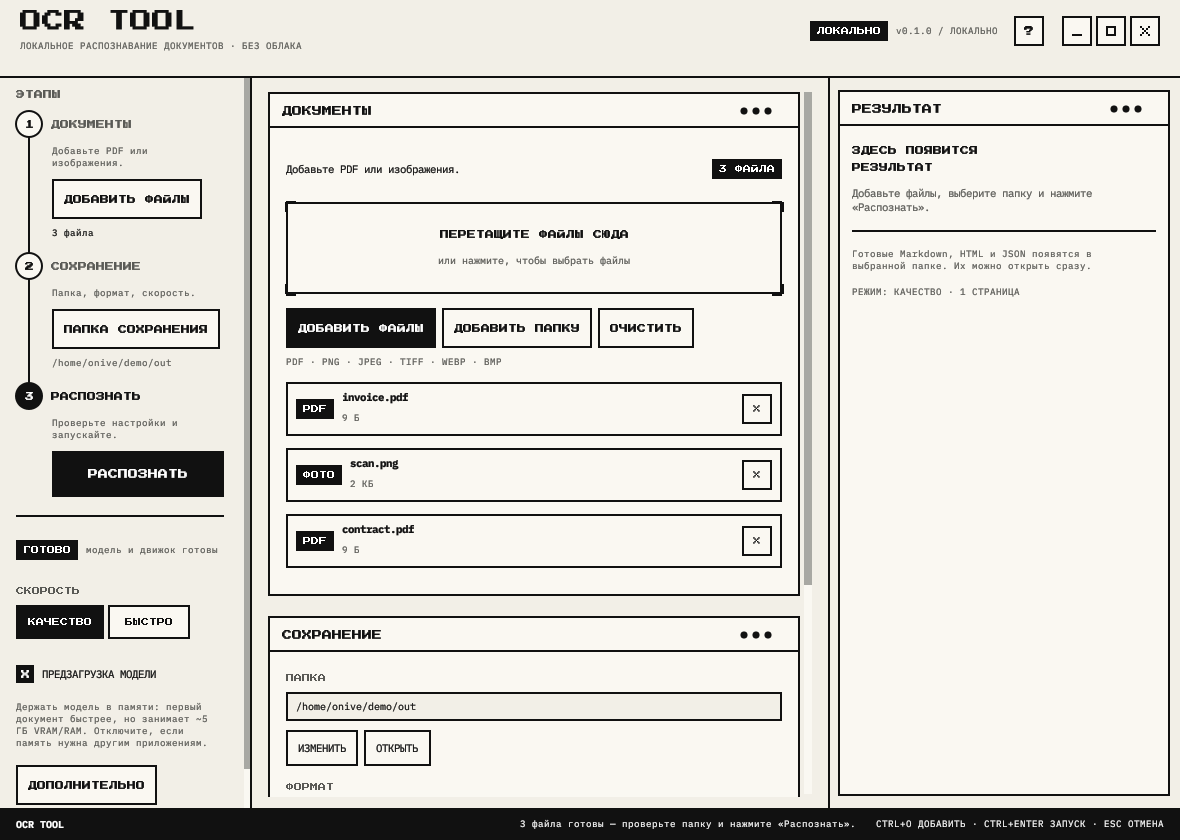 OCR TOOL
ЛОКАЛЬНОЕ РАСПОЗНАВАНИЕ ДОКУМЕНТОВ · БЕЗ ОБЛАКА
ЛОКАЛЬНО v0.1.0 / ЛОКАЛЬНО ?
ЭТАПЫ
1 ДОКУМЕНТЫ
Добавьте PDF или
изображения.
ДОБАВИТЬ ФАЙЛЫ
3 файла
2 СОХРАНЕНИЕ
Папка, формат, скорость.
ПАПКА СОХРАНЕНИЯ
/home/onive/demo/out
3 РАСПОЗНАТЬ
Проверьте настройки и
запускайте.
РАСПОЗНАТЬ
ГОТОВО модель и движок готовы
СКОРОСТЬ
КАЧЕСТВО БЫСТРО
ПРЕДЗАГРУЗКА МОДЕЛИ
Держать модель в памяти: первый
документ быстрее, но занимает ~5
ГБ VRAM/RAM. Отключите, если
память нужна другим приложениям.
ДОПОЛНИТЕЛЬНО
ДОКУМЕНТЫ
Добавьте PDF или изображения.
3 ФАЙЛА
ПЕРЕТАЩИТЕ ФАЙЛЫ СЮДА
или нажмите, чтобы выбрать файлы
ДОБАВИТЬ ФАЙЛЫ ДОБАВИТЬ ПАПКУ ОЧИСТИТЬ
PDF · PNG · JPEG · TIFF · WEBP · BMP
PDF invoice.pdf
9 Б
ФОТО scan.png
2 КБ
PDF contract.pdf
9 Б
СОХРАНЕНИЕ
ПАПКА
/home/onive/demo/out
ИЗМЕНИТЬ ОТКРЫТЬ
ФОРМАТ
РЕЗУЛЬТАТ
ЗДЕСЬ ПОЯВИТСЯ
РЕЗУЛЬТАТ
Добавьте файлы, выберите папку и нажмите
«Распознать».
Готовые Markdown, HTML и JSON появятся в
выбранной папке. Их можно открыть сразу.
РЕЖИМ: КАЧЕСТВО · 1 СТРАНИЦА
OCR TOOL
3 файла готовы — проверьте папку и нажмите «Распознать».
CTRL+O ДОБАВИТЬ · CTRL+ENTER ЗАПУСК · ESC ОТМЕНА